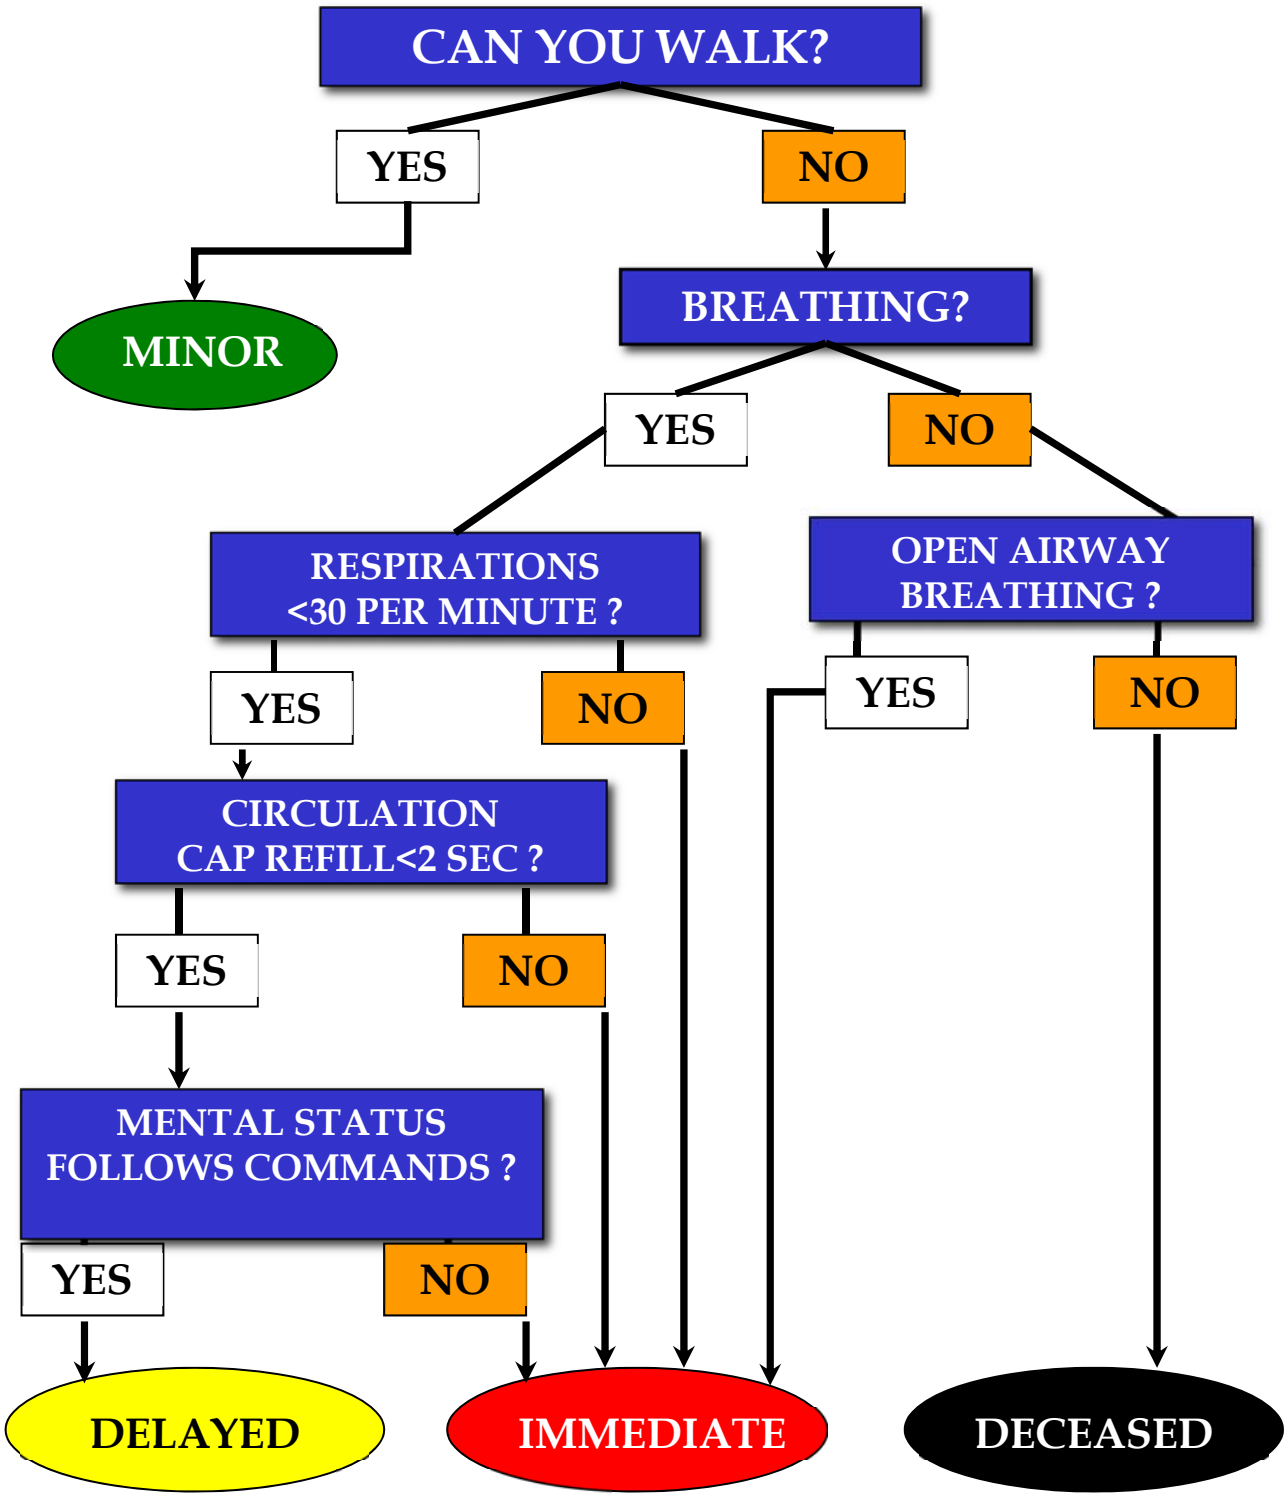 CAN YOU WALK?
YES
NO
BREATHING?
MINOR
YES
NO
RESPIRATIONS
<30 PER MINUTE ?
OPEN AIRWAY
BREATHING ?
YES
NO
YES
NO
CIRCULATION
CAP REFILL<2 SEC ?
YES
NO
MENTAL STATUS
FOLLOWS COMMANDS ?
YES
NO
DELAYED
IMMEDIATE
DECEASED